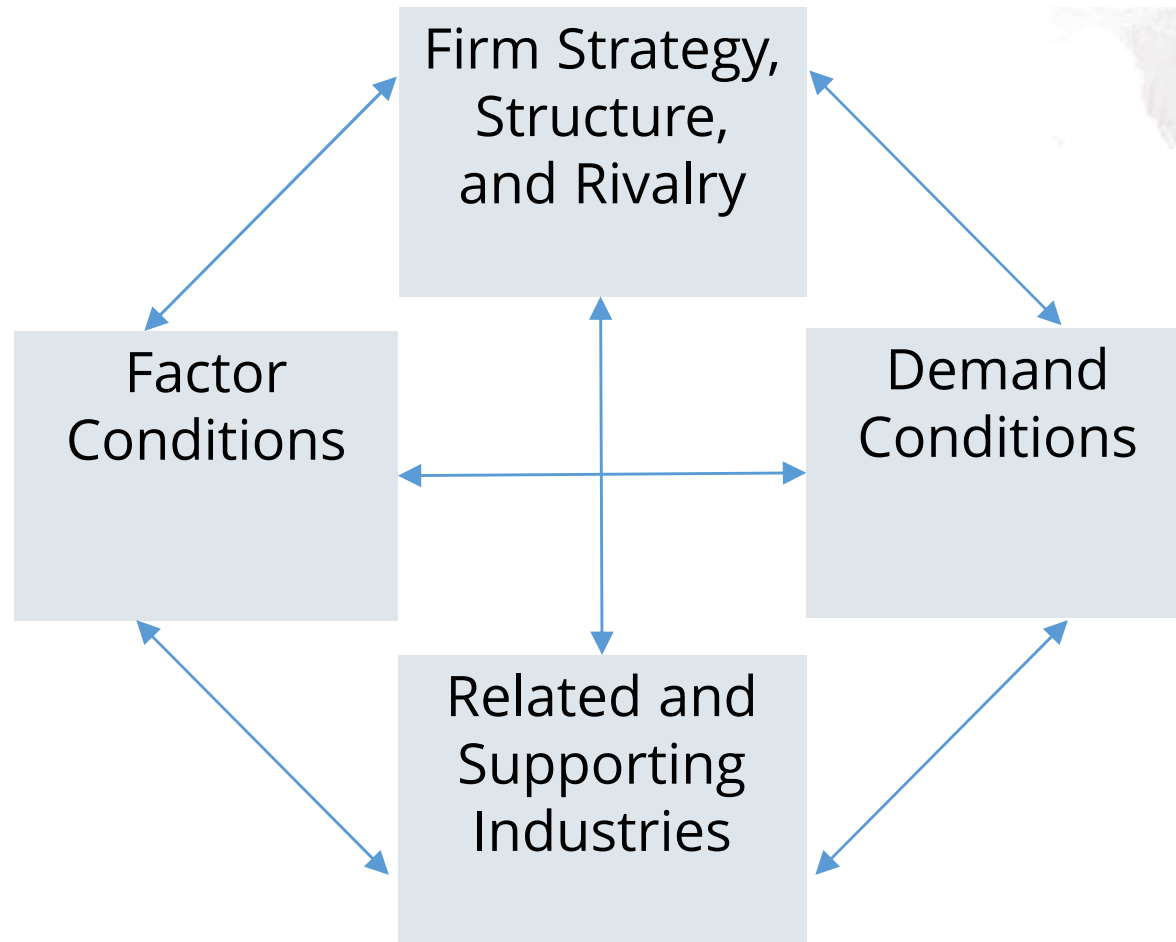 Firm Strategy,
Structure,
and Rivalry
Factor
Conditions
Demand
Conditions
Related and
Supporting
Industries